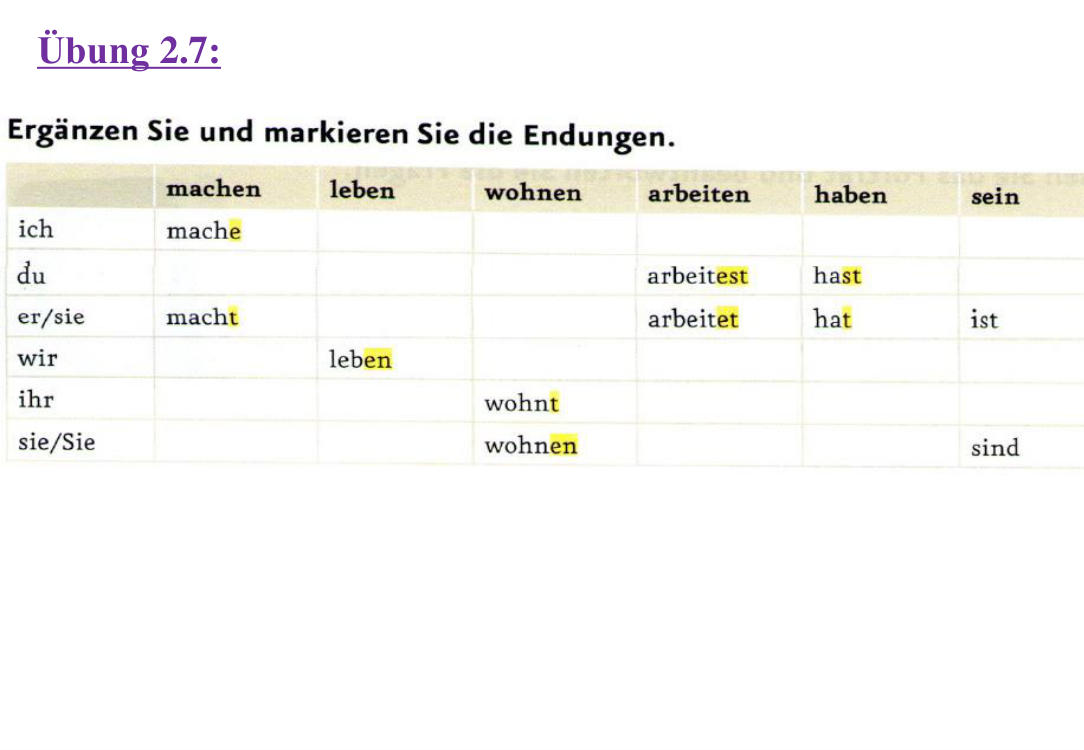 Übung 2.7:
Ergänzen Sie und markieren Sie die Endungen.
machen leben wohnen arbeiten haben sein
ich mache
du arbeitest hast
er/sie macht arbeitet hat ist
wir leben
ihr wohnt
sie/Sie wohnen sind